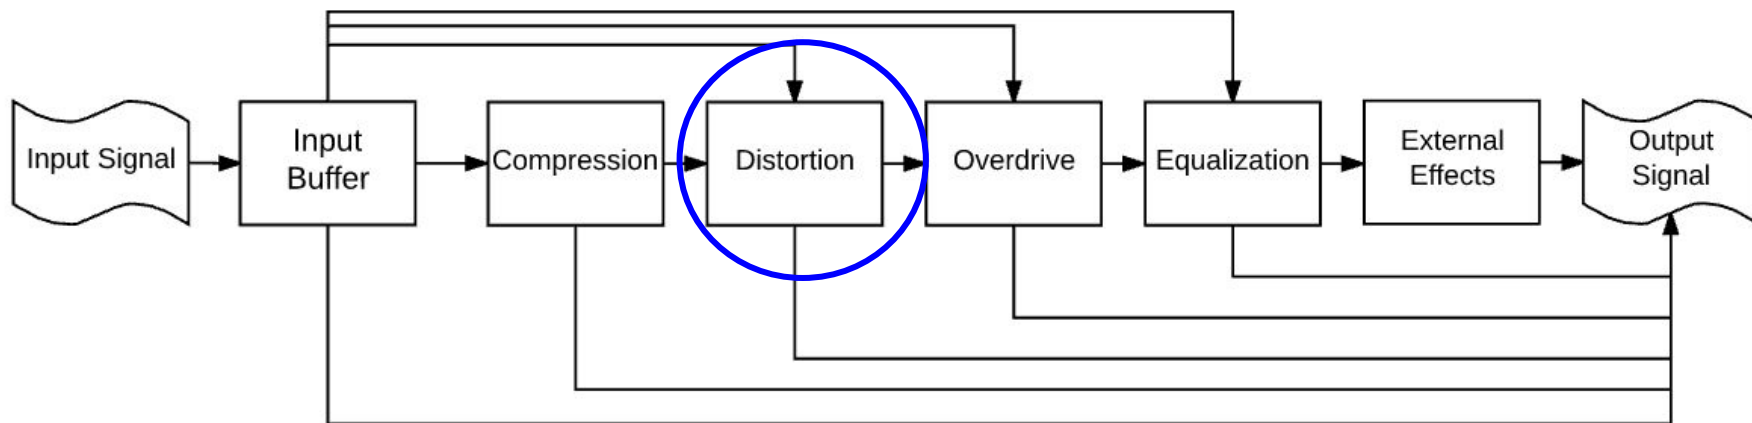 Input Signal
Input
Buffer
Compression
Distortion
Overdrive
Equalization
External
Effects
Output
Signal